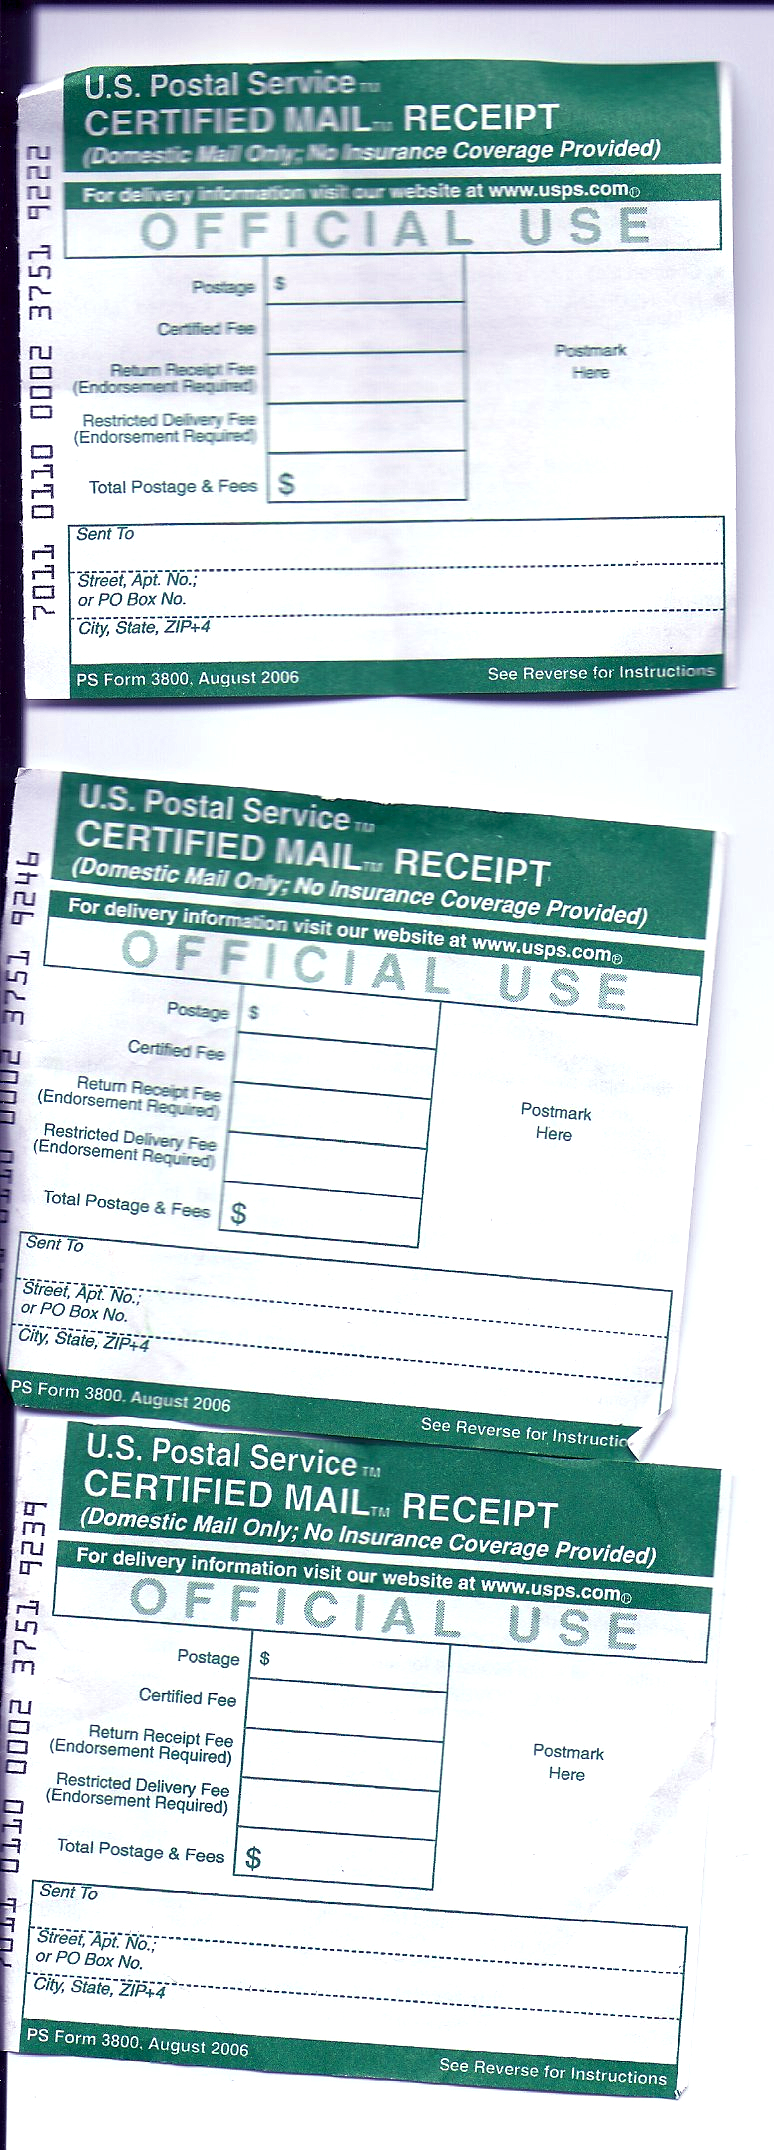 U.S. Postal Service™
CERTIFIED MAIL™ RECEIPT
(Domestic Mail Only; No Insurance Coverage Provided)
For delivery information visit our website at www.usps.com®
OFFICIAL USE
Postage $
Certified Fee
Postmark
Here
Return Receipt Fee
(Endorsement Required)
Restricted Delivery Fee
(Endorsement Required)
Total Postage & Fees $
Sent To
Street, Apt. No.;
or PO Box No.
City, State, ZIP+4
PS Form 3800, August 2006 See Reverse for Instructions
7011 0110 0002 3751 9222
U.S. Postal Service™
CERTIFIED MAIL™ RECEIPT
(Domestic Mail Only; No Insurance Coverage Provided)
For delivery information visit our website at www.usps.com®
OFFICIAL USE
Postage $
Certified Fee
Return Receipt Fee
(Endorsement Required)
Postmark
Here
Restricted Delivery Fee
(Endorsement Required)
Total Postage & Fees $
Sent To
Street, Apt. No.;
or PO Box No.
City, State, ZIP+4
PS Form 3800, August 2006 See Reverse for Instructio
0002 3751 9246
U.S. Postal Service™
CERTIFIED MAIL™ RECEIPT
(Domestic Mail Only; No Insurance Coverage Provided)
For delivery information visit our website at www.usps.com®
OFFICIAL USE
Postage $
Certified Fee
Return Receipt Fee
(Endorsement Required)
Postmark
Here
Restricted Delivery Fee
(Endorsement Required)
Total Postage & Fees $
Sent To
Street, Apt. No.;
or PO Box No.
City, State, ZIP+4
PS Form 3800, August 2006 See Reverse for Instructions
7011 0110 0002 3751 9239